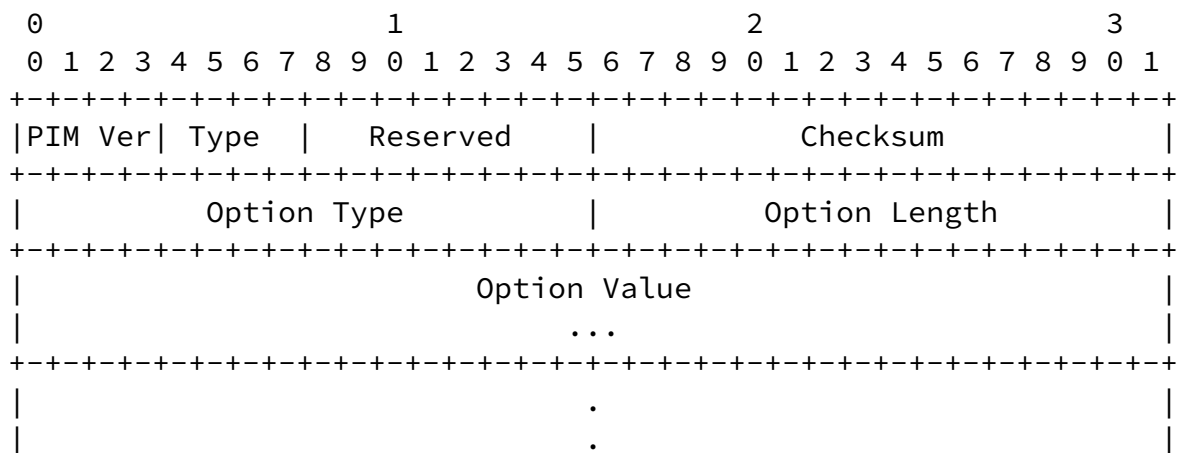 0                   1                   2                   3
 0 1 2 3 4 5 6 7 8 9 0 1 2 3 4 5 6 7 8 9 0 1 2 3 4 5 6 7 8 9 0 1
+-+-+-+-+-+-+-+-+-+-+-+-+-+-+-+-+-+-+-+-+-+-+-+-+-+-+-+-+-+-+-+-+
|PIM Ver| Type  |   Reserved    |           Checksum            |
+-+-+-+-+-+-+-+-+-+-+-+-+-+-+-+-+-+-+-+-+-+-+-+-+-+-+-+-+-+-+-+-+
|          Option Type          |         Option Length         |
+-+-+-+-+-+-+-+-+-+-+-+-+-+-+-+-+-+-+-+-+-+-+-+-+-+-+-+-+-+-+-+-+
|                         Option Value                          |
|                              ...                              |
+-+-+-+-+-+-+-+-+-+-+-+-+-+-+-+-+-+-+-+-+-+-+-+-+-+-+-+-+-+-+-+-+
|                               .                               |
|                               .                               |